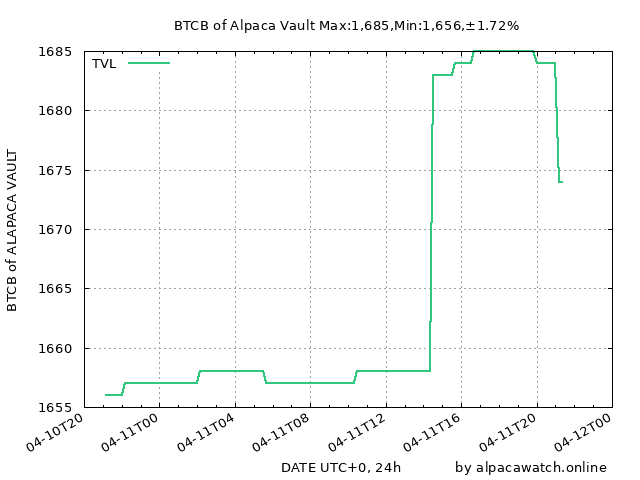 BTCB of Alpaca Vault Max:1,685,Min:1,656,±1.72%
TVL
BTCB of ALAPACA VAULT
1685
1680
1675
1670
1665
1660
1655
04-10T20
04-11T00
04-11T04
04-11T08
04-11T12
04-11T16
04-11T20
04-12T00
DATE UTC+0, 24h
by alpacawatch.online